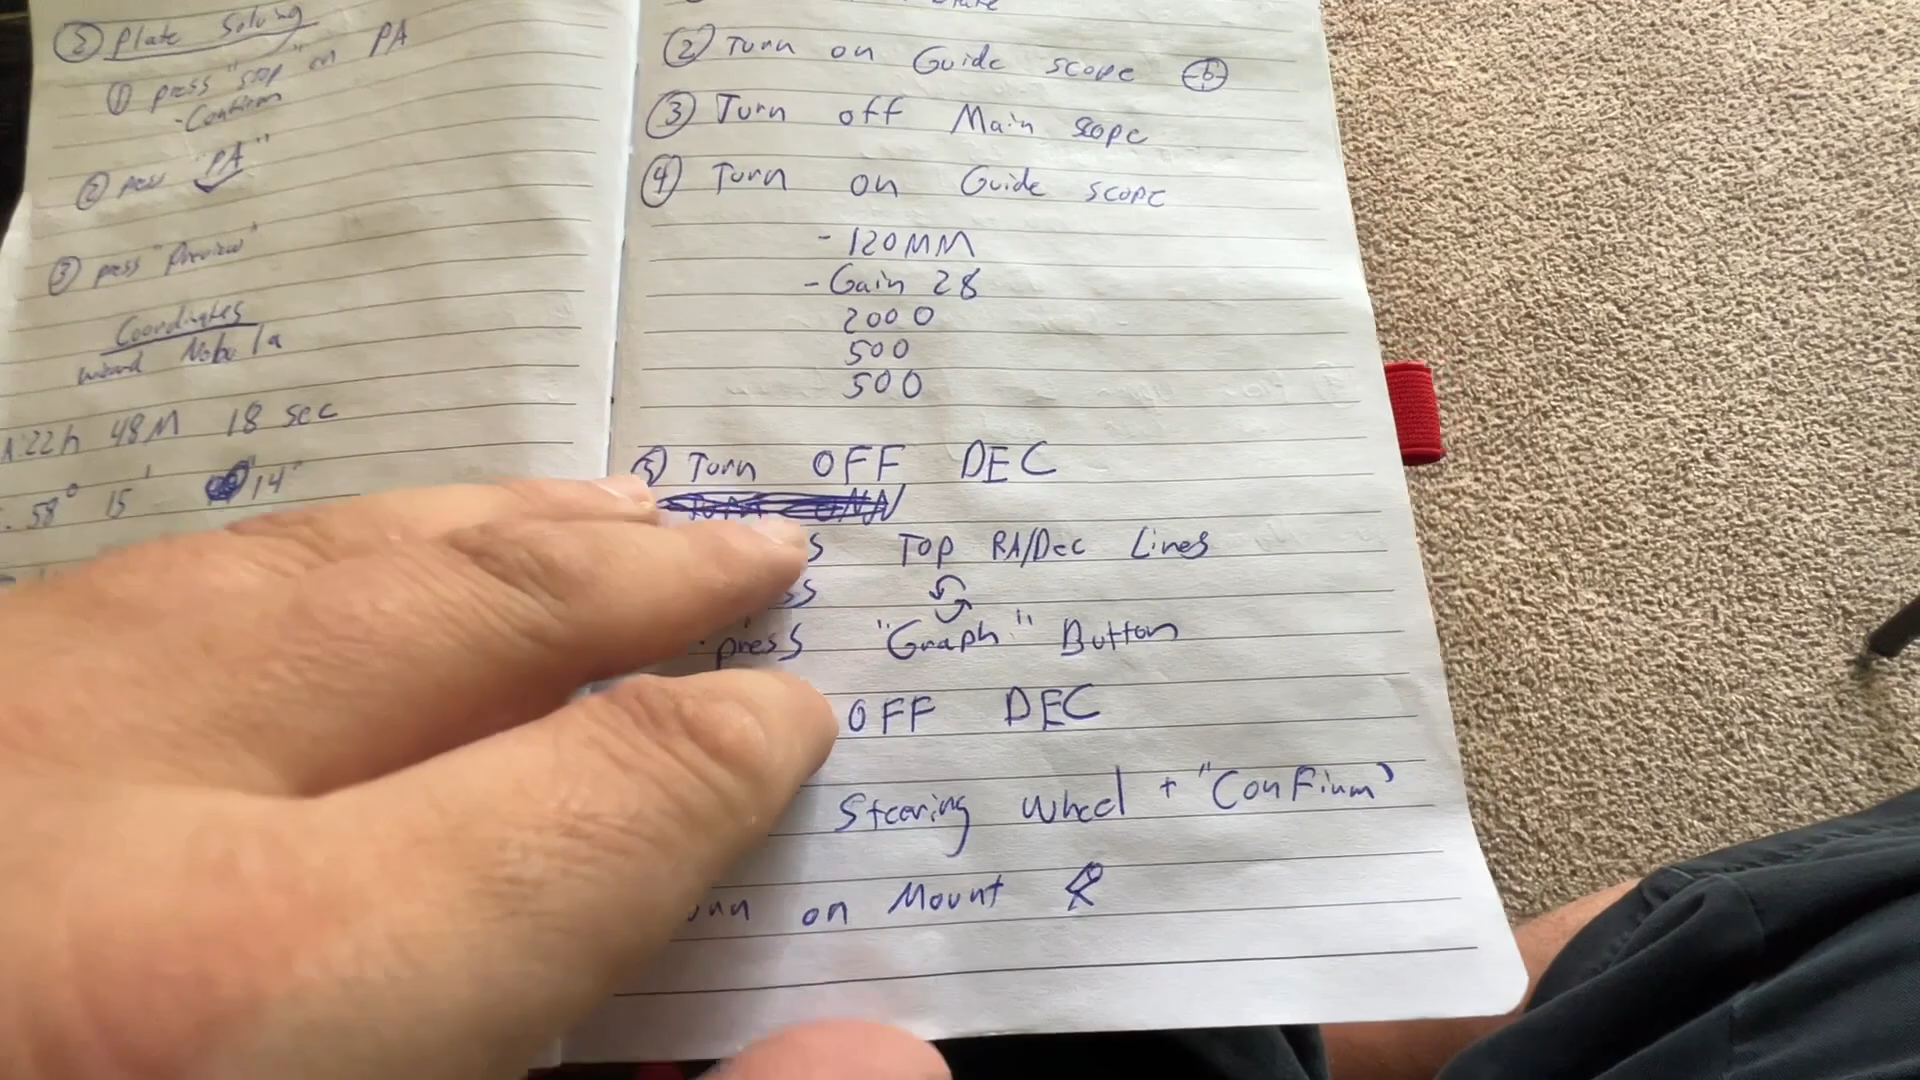 ② Plate Solving
① press "stop" on PA
- Confirm
② press "PA"
③ press "Preview"
Coordinates
Nebula
22h 48M 18 sec
58° 15' 14"
② Turn on Guide scope
③ Turn off Main scope
④ Turn on Guide scope
- 120MM
- Gain 28
2000
500
500
⑤ Turn OFF DEC
Top RA/Dec Lines
press "Graph" Button
OFF DEC
Steering wheel + "Confirm"
on Mount